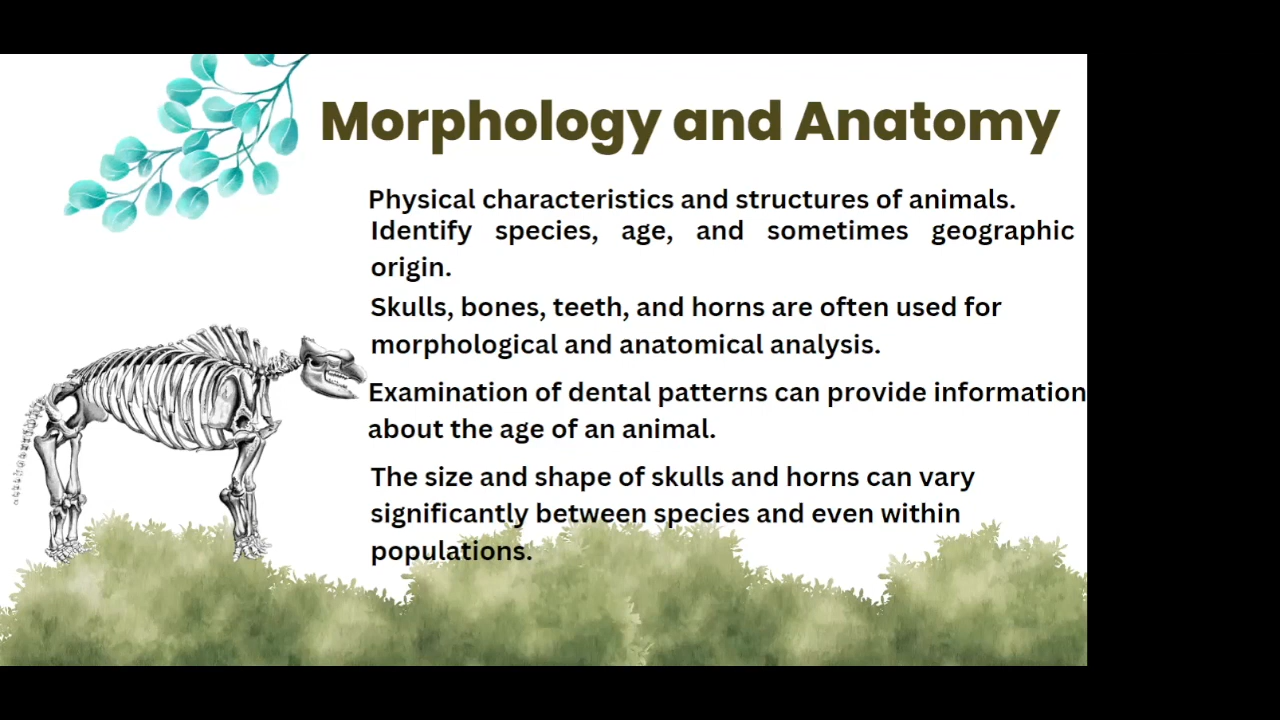 Morphology and Anatomy
Physical characteristics and structures of animals.
Identify species, age, and sometimes geographic
origin.
Skulls, bones, teeth, and horns are often used for
morphological and anatomical analysis.
Examination of dental patterns can provide information
about the age of an animal.
The size and shape of skulls and horns can vary
significantly between species and even within
populations.